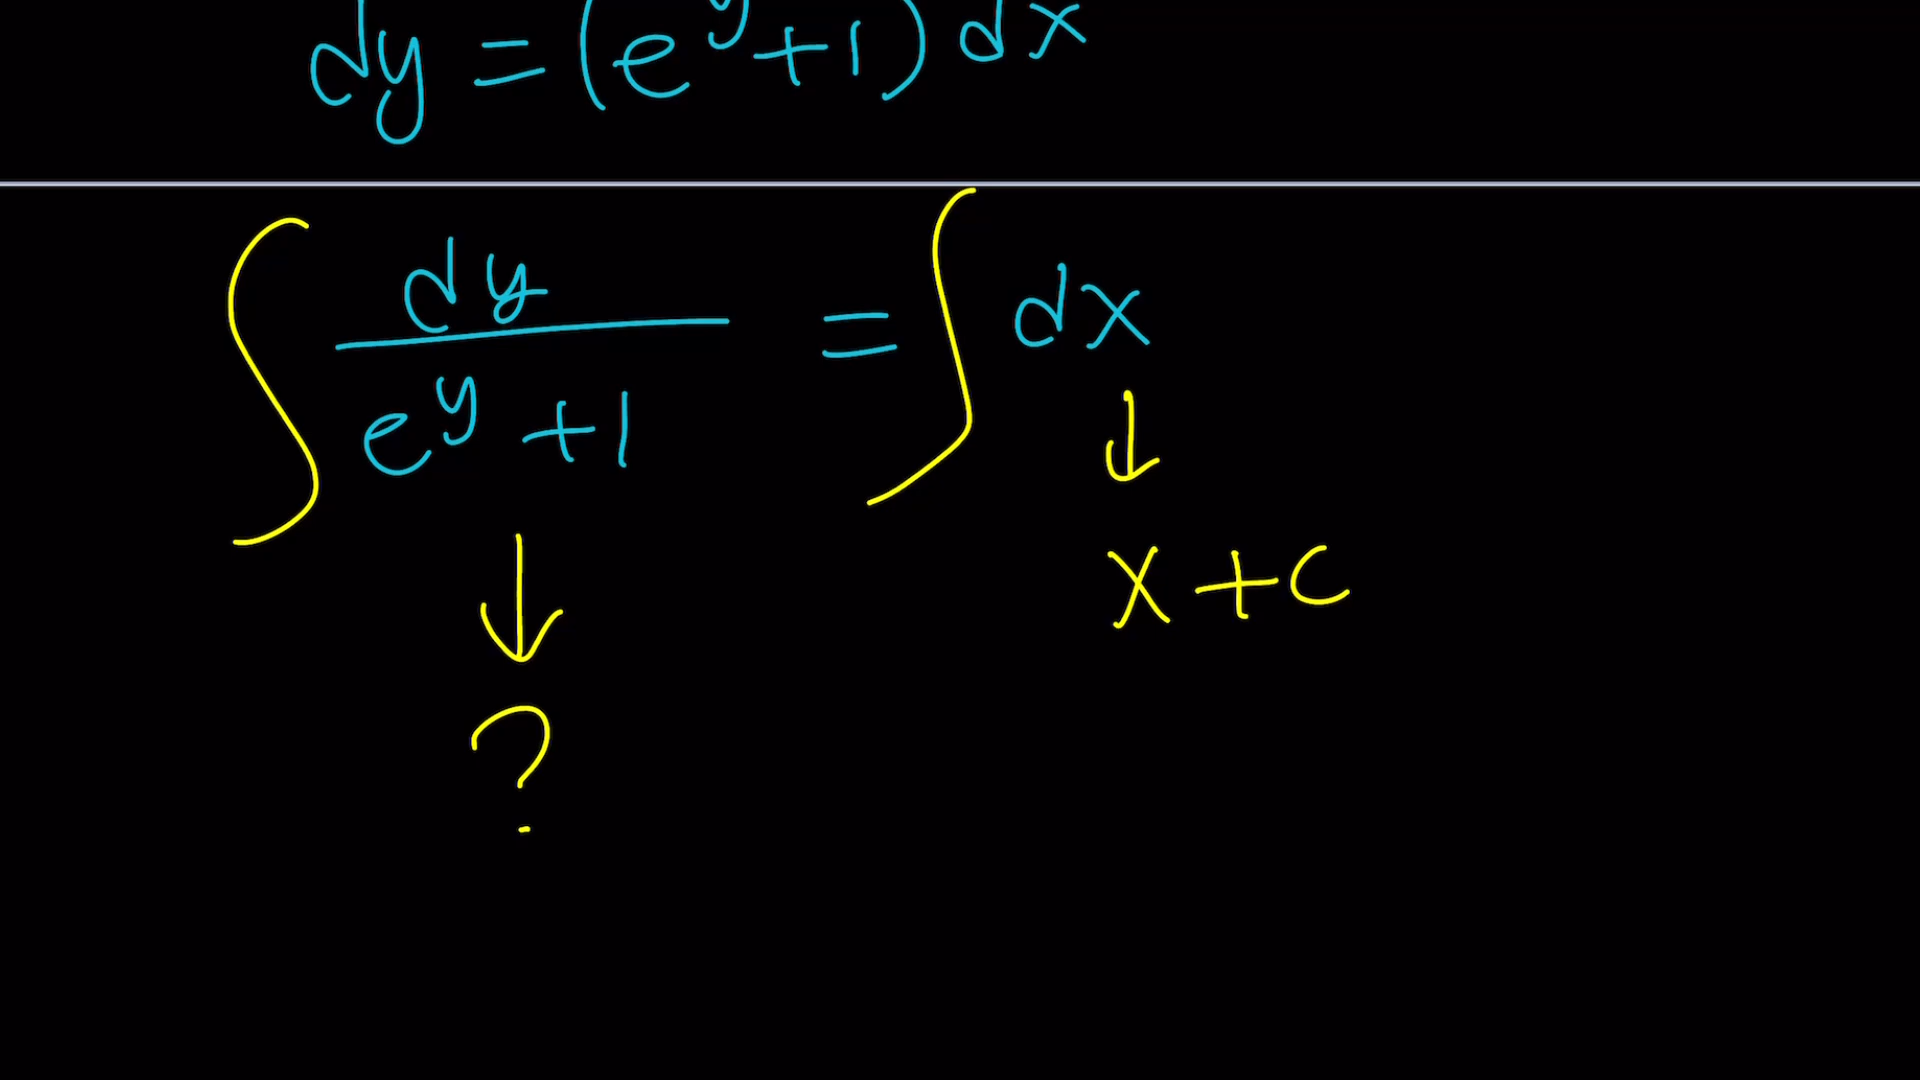 dy = (e^y + 1) dx
∫ dy / (e^y + 1) = ∫ dx
↓ ↓
? x + c